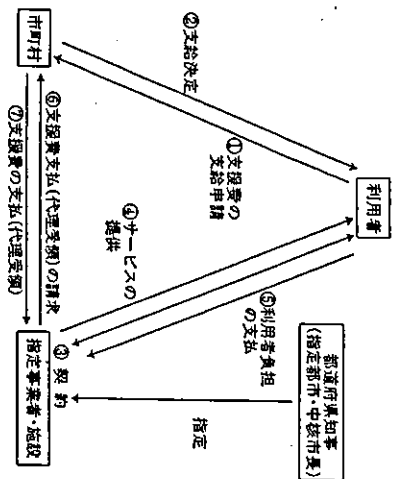 市町村
②支給決定
①支援費の
支給申請
利用者
⑦支援費の支払(代理受領)
⑥支援費支払(代理受領)の請求
④サービスの
提供
⑤利用者負担
の支払
③契約
指定事業者・施設
指定
都道府県知事
(指定都市・中核市長)